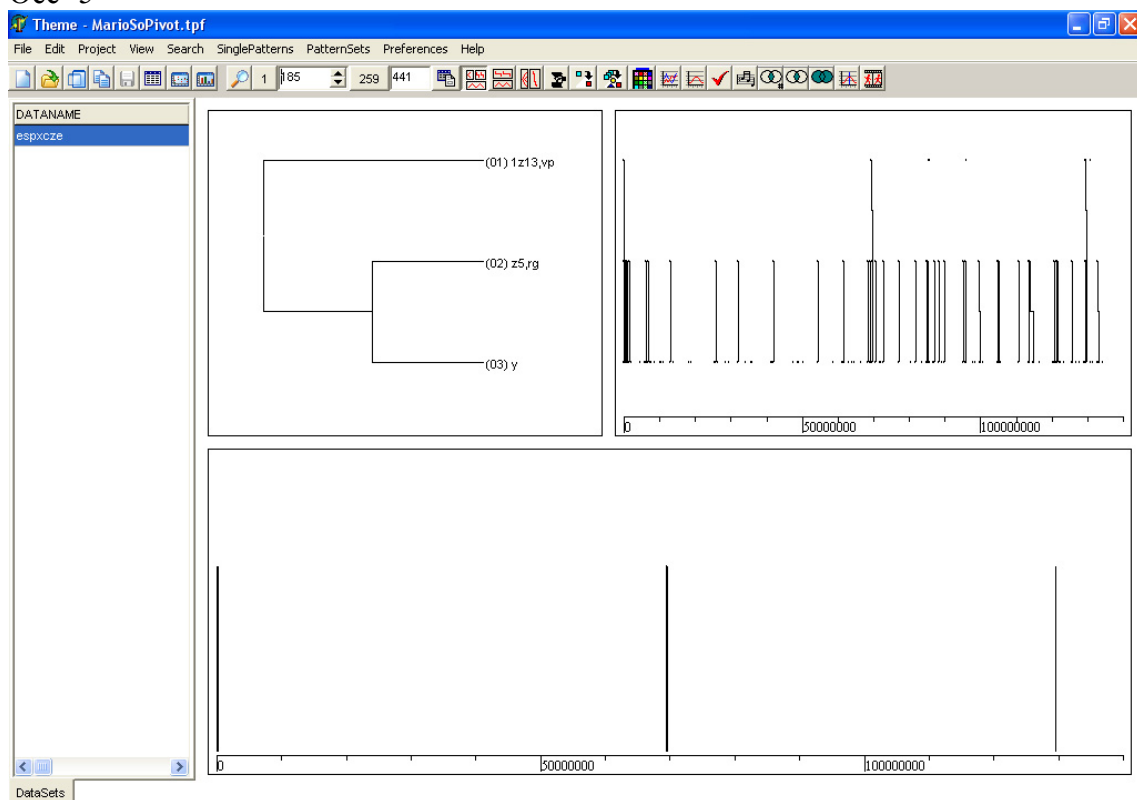 Theme - MarioSoPivot.tpf
File Edit Project View Search SinglePatterns PatternSets Preferences Help
1 185 259 441
DATANAME
espxcze
(01) 1z13,vp
(02) z5,rg
(03) y
0 50000000 100000000
0 50000000 100000000
DataSets